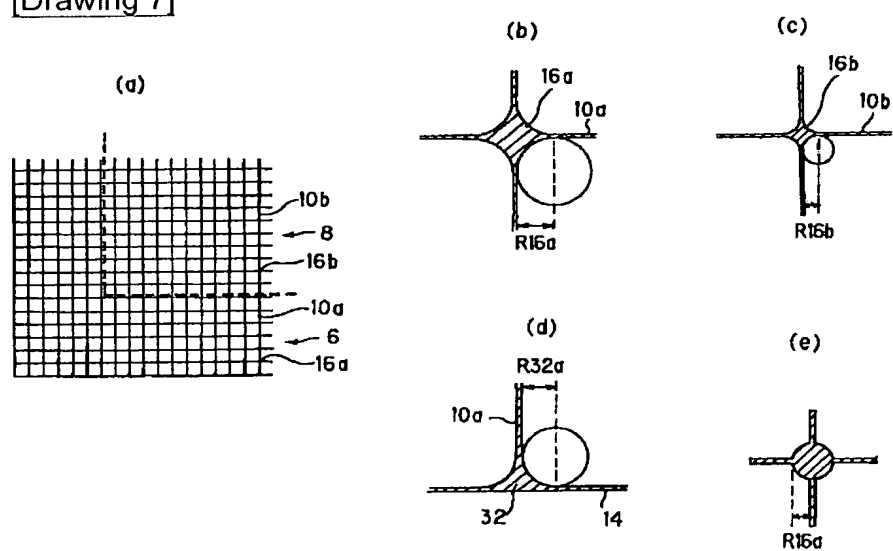 [Drawing 7]
(a)
10b
8
16b
10a
6
16a
(b)
16a
10a
R16a
(c)
16b
10b
R16b
(d)
R32a
10a
32
14
(e)
R16a